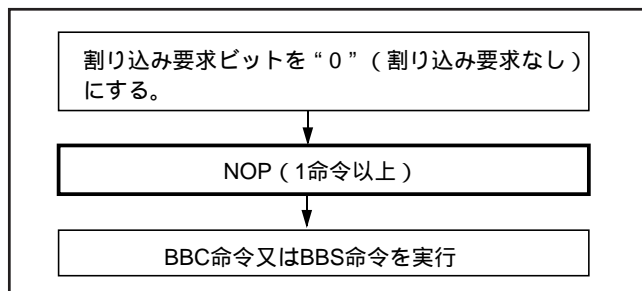 割り込み要求ビットを“0”（割り込み要求なし）
にする。
NOP（1命令以上）
BBC命令又はBBS命令を実行